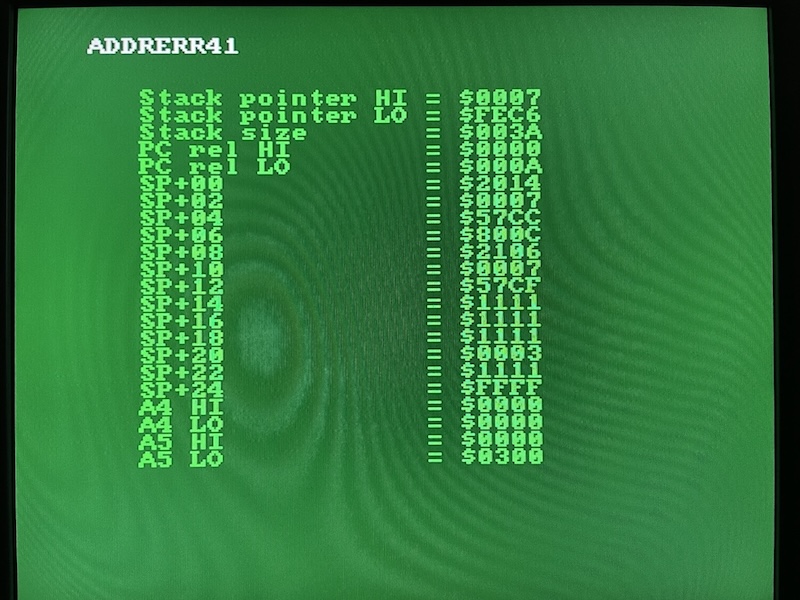 ADDRERR41
Stack pointer HI = $0007
Stack pointer LO = $FEC6
Stack size = $003A
PC rel HI = $0000
PC rel LO = $000A
SP+00 = $2014
SP+02 = $0007
SP+04 = $57CC
SP+06 = $800C
SP+08 = $2106
SP+10 = $0007
SP+12 = $57CF
SP+14 = $1111
SP+16 = $1111
SP+18 = $1111
SP+20 = $0003
SP+22 = $1111
SP+24 = $FFFF
A4 HI = $0000
A4 LO = $0000
A5 HI = $0000
A5 LO = $0300